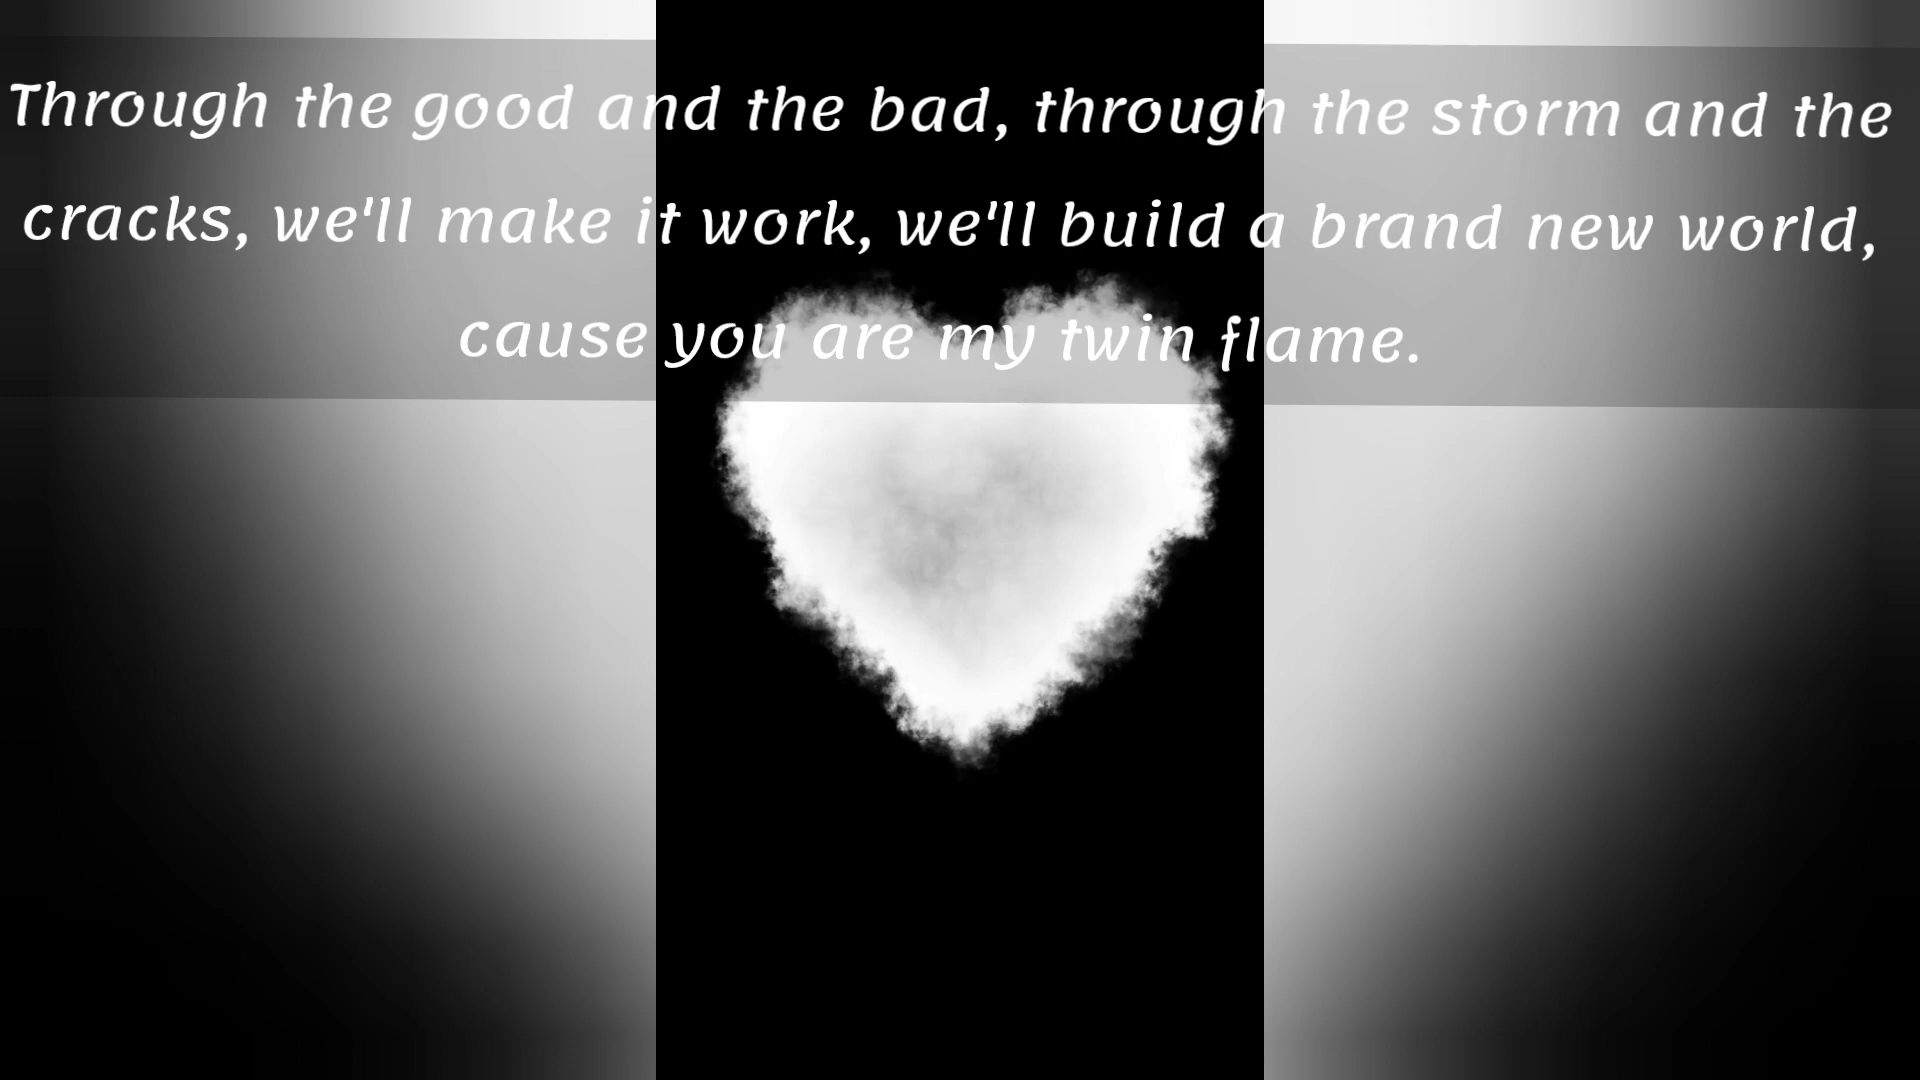 Through the good and the bad, through the storm and the
cracks, we'll make it work, we'll build a brand new world,
cause you are my twin flame.